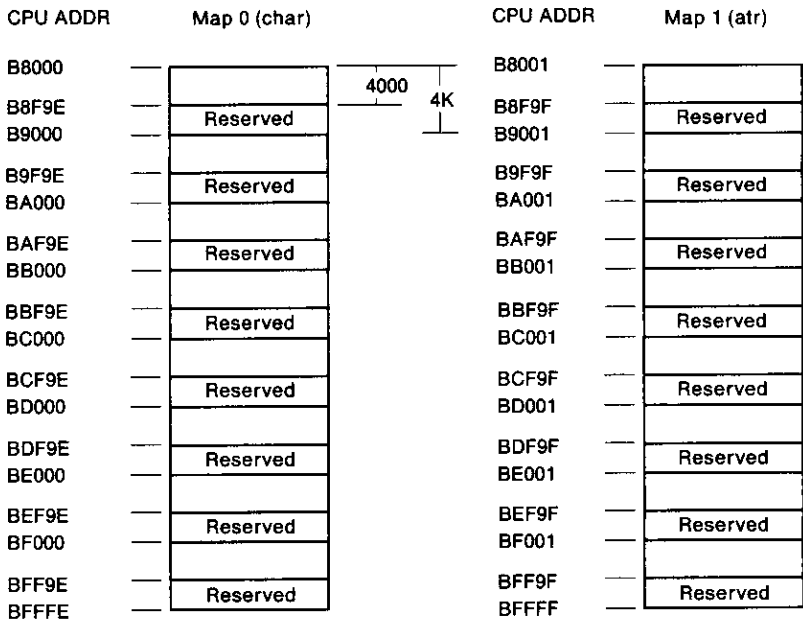 CPU ADDR Map 0 (char) CPU ADDR Map 1 (atr)
B8000 B8001
4000
4K
B8F9E Reserved B8F9F Reserved
B9000 B9001
B9F9E Reserved B9F9F Reserved
BA000 BA001
BAF9E Reserved BAF9F Reserved
BB000 BB001
BBF9E Reserved BBF9F Reserved
BC000 BC001
BCF9E Reserved BCF9F Reserved
BD000 BD001
BDF9E Reserved BDF9F Reserved
BE000 BE001
BEF9E Reserved BEF9F Reserved
BF000 BF001
BFF9E Reserved BFF9F Reserved
BFFFE BFFFF